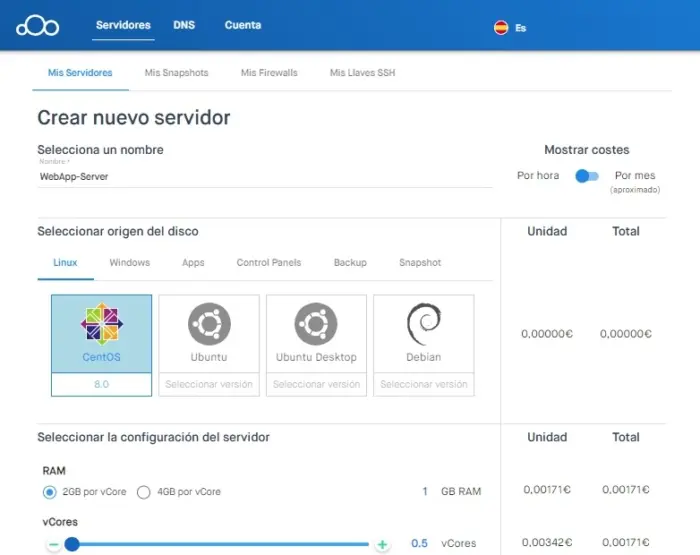 Servidores DNS Cuenta Es
Mis Servidores Mis Snapshots Mis Firewalls Mis Llaves SSH
Crear nuevo servidor
Selecciona un nombre Mostrar costes
Nombre *
WebApp-Server
Por hora Por mes
(aproximado)
Seleccionar origen del disco Unidad Total
Linux Windows Apps Control Panels Backup Snapshot
0,00000€ 0,00000€
CentOS Ubuntu Ubuntu Desktop Debian
8.0 Seleccionar versión Seleccionar versión Seleccionar versión
Seleccionar la configuración del servidor Unidad Total
RAM
2GB por vCore 4GB por vCore 1 GB RAM 0,00171€ 0,00171€
vCores
0.5 vCores 0,00342€ 0,00171€